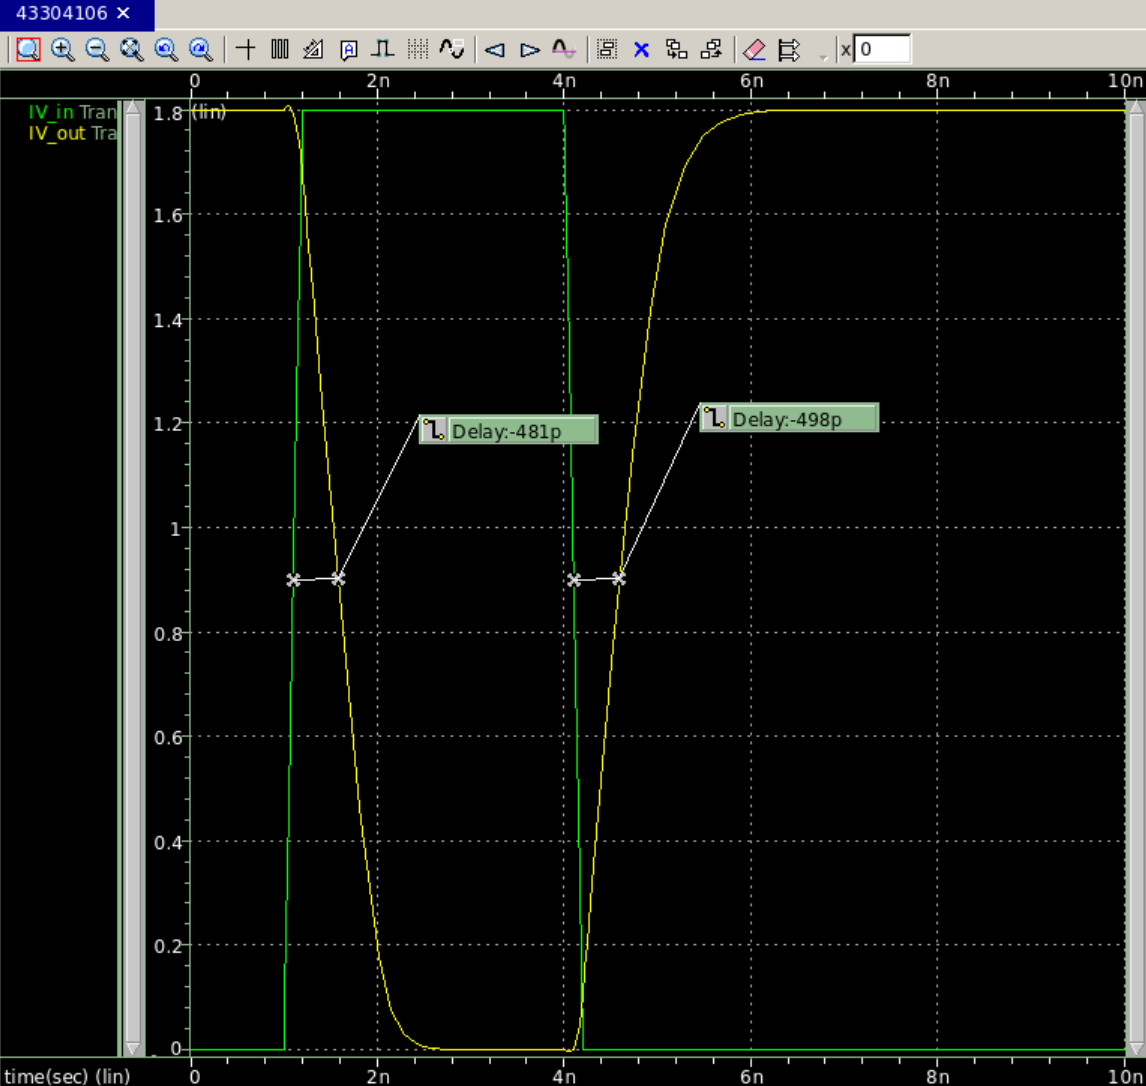 43304106
x 0
0 2n 4n 6n 8n 10n
IV_in Tran
IV_out Tra
1.8 (lin)
1.6
1.4
1.2
1
0.8
0.6
0.4
0.2
0
Delay:-481p
Delay:-498p
time(sec) (lin) 0 2n 4n 6n 8n 10n